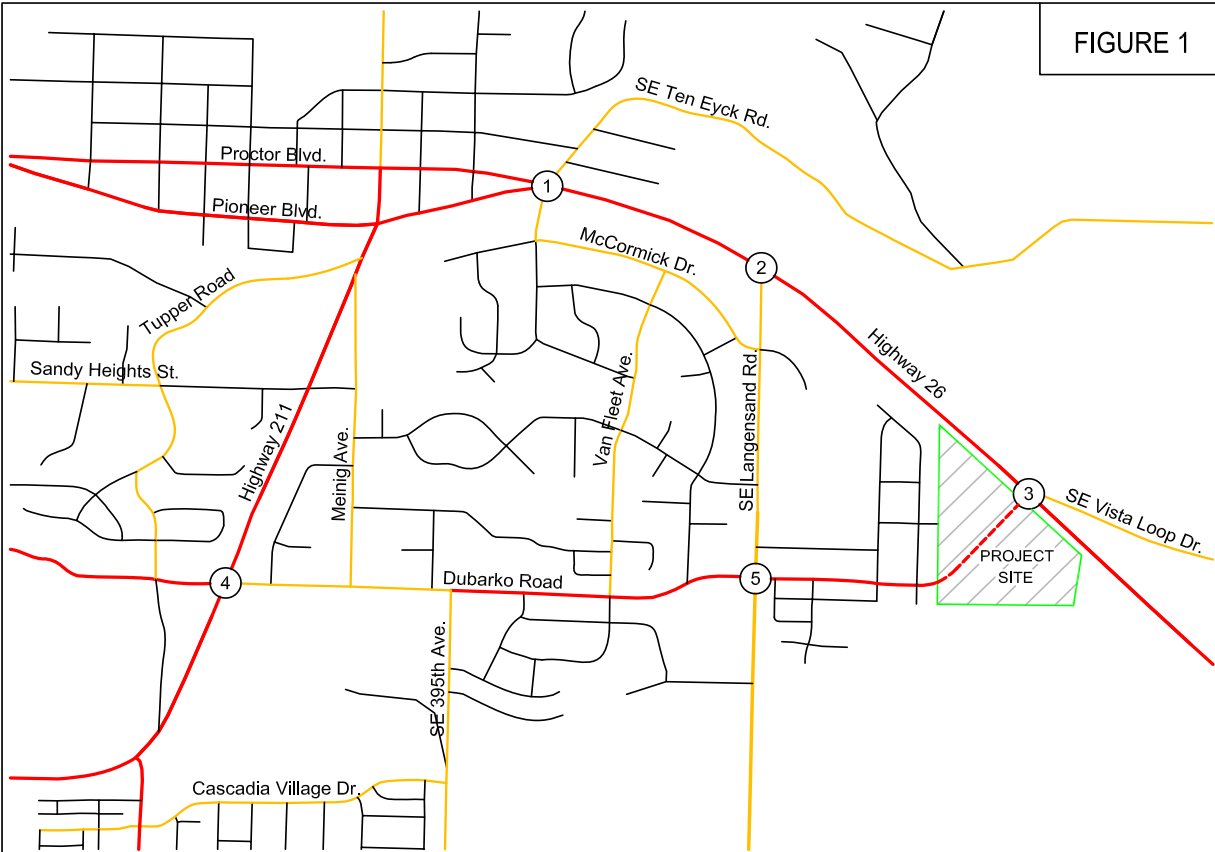 FIGURE 1
SE Ten Eyck Rd.
Proctor Blvd.
1
Pioneer Blvd.
McCormick Dr.
2
Tupper Road
Highway 26
Sandy Heights St.
Van Fleet Ave.
SE Langensand Rd.
Highway 211
Meinig Ave.
3
SE Vista Loop Dr.
PROJECT
SITE
4
Dubarko Road
5
SE 395th Ave.
Cascadia Village Dr.